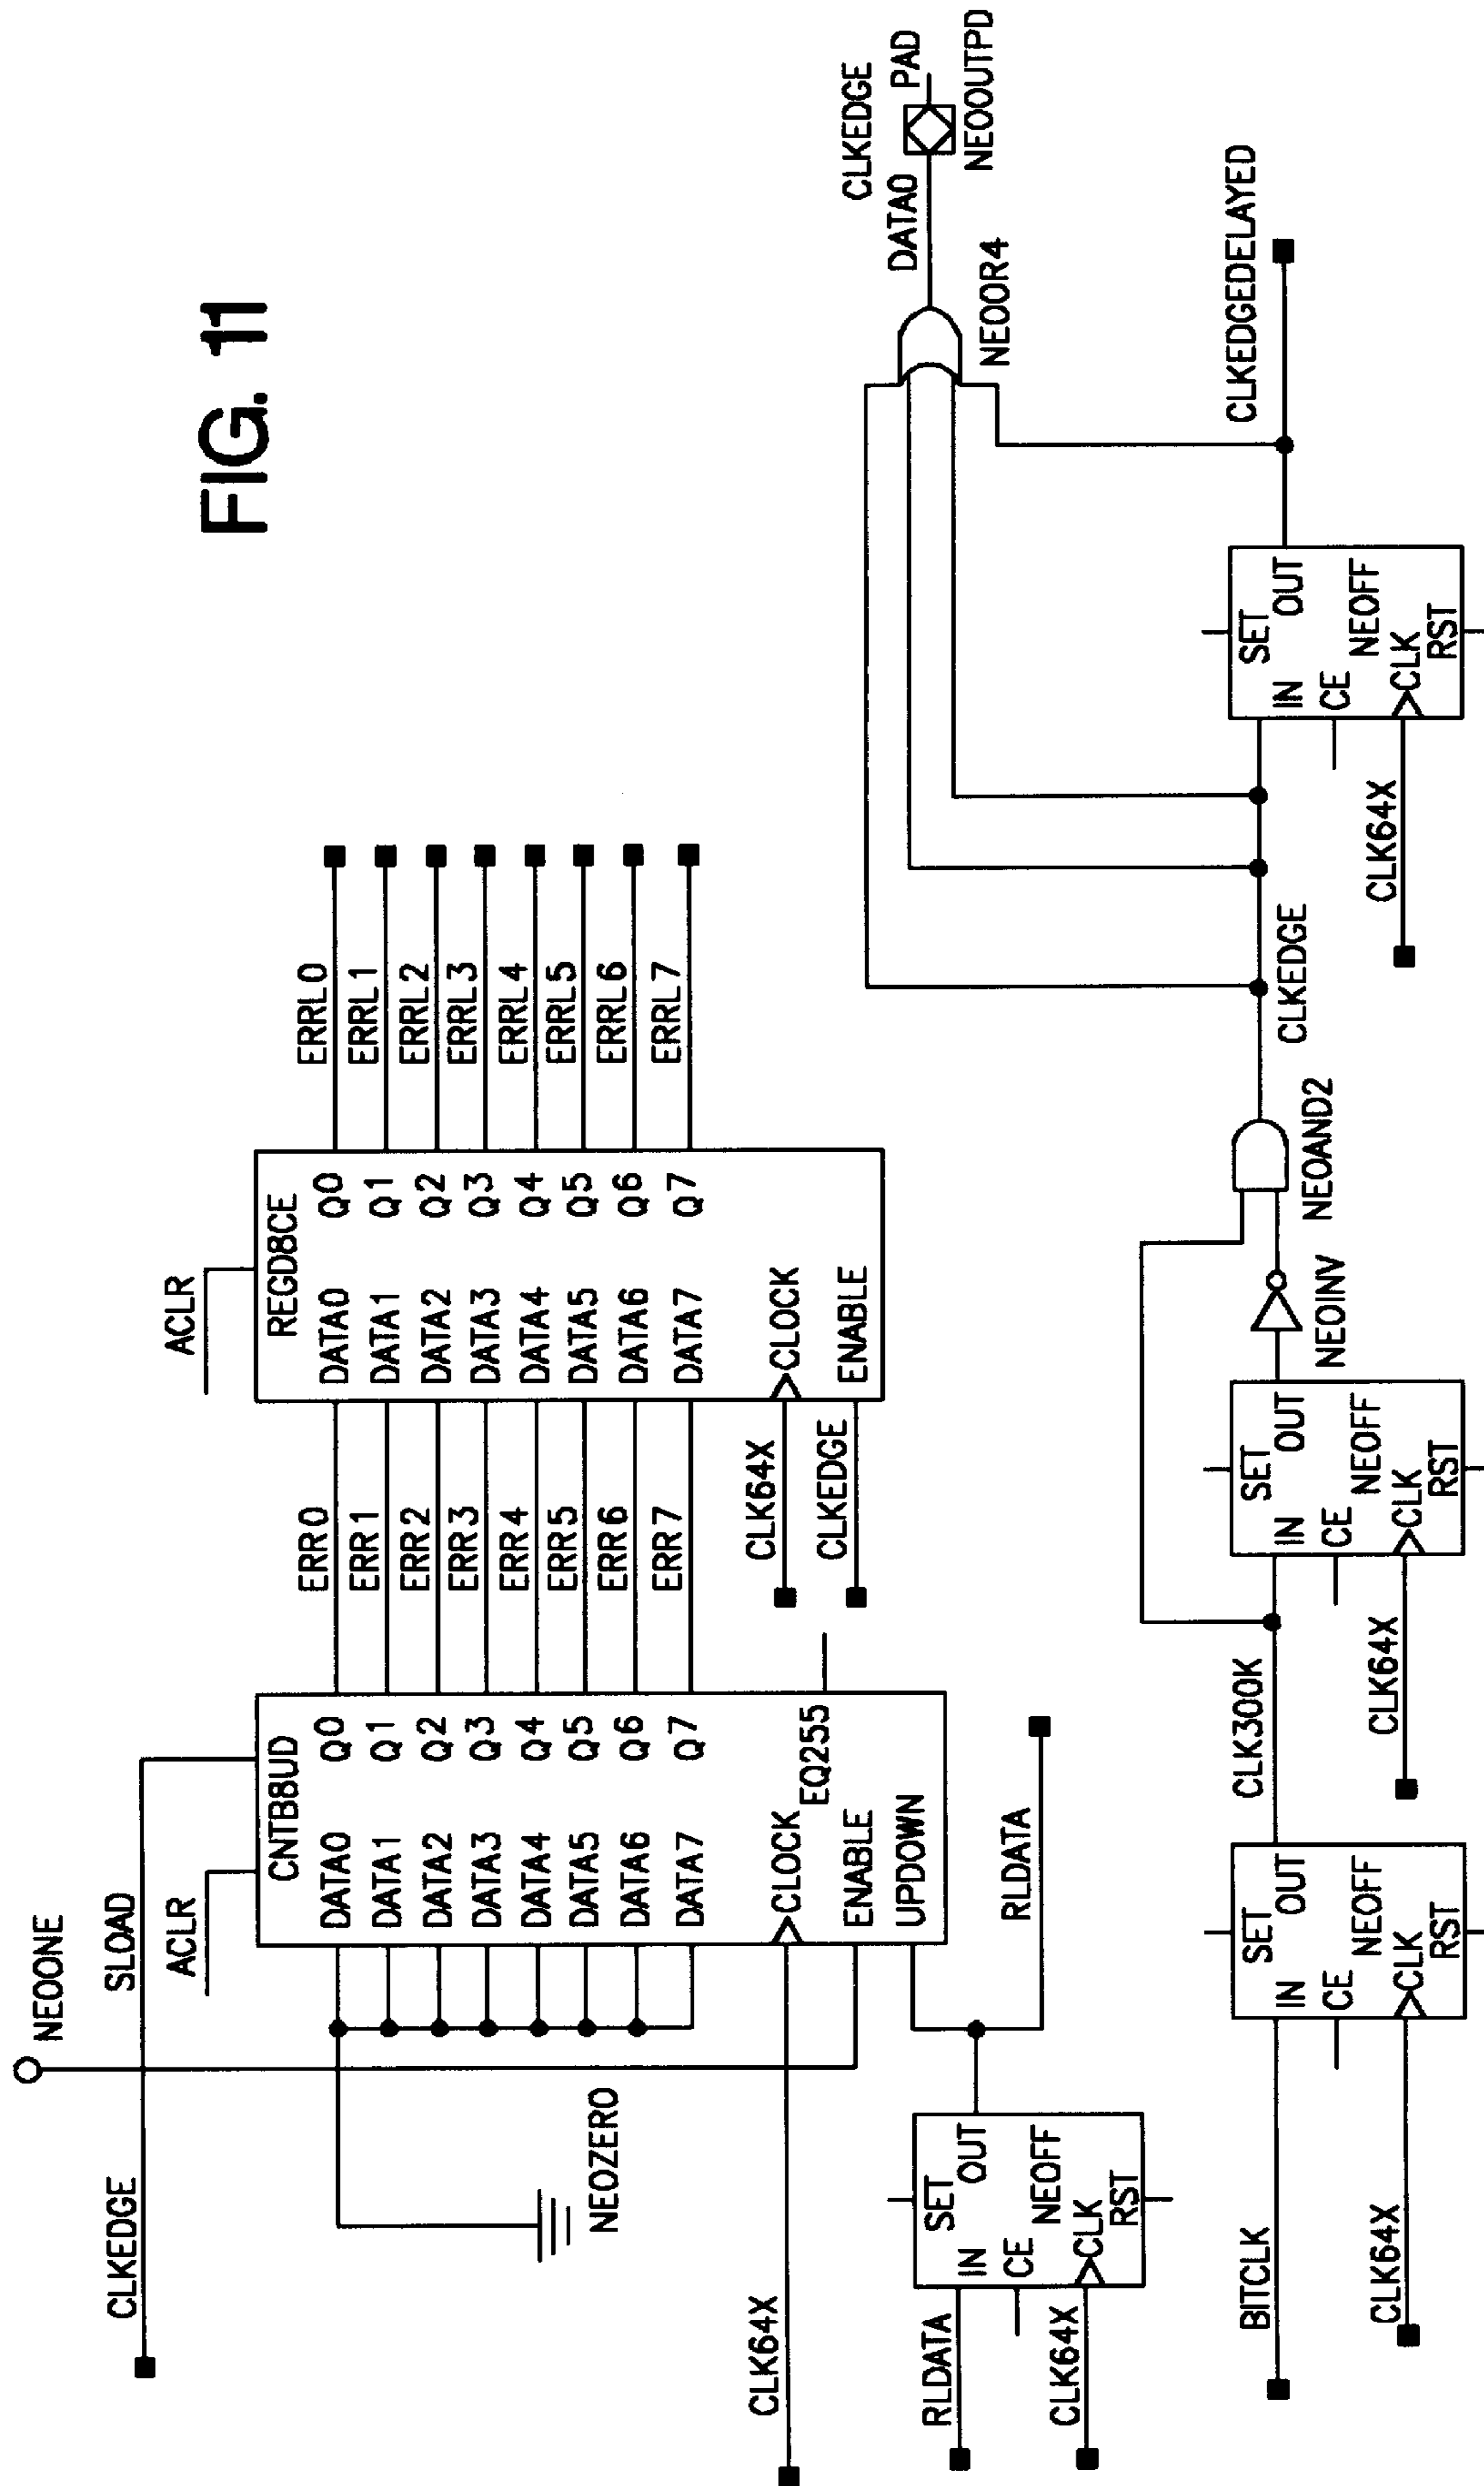 FIG. 11
NEOONE
CLKEDGE
SLOAD
ACLR
CNTB8UD
DATA0 Q0
DATA1 Q1
DATA2 Q2
DATA3 Q3
DATA4 Q4
DATA5 Q5
DATA6 Q6
DATA7 Q7
CLOCK
EQ255
ENABLE
UPDOWN
NEOZERO
CLK64X
ERR0
ERR1
ERR2
ERR3
ERR4
ERR5
ERR6
ERR7
ACLR
REGD8CE
DATA0 Q0
DATA1 Q1
DATA2 Q2
DATA3 Q3
DATA4 Q4
DATA5 Q5
DATA6 Q6
DATA7 Q7
CLOCK
ENABLE
CLK64X
CLKEDGE
ERRL0
ERRL1
ERRL2
ERRL3
ERRL4
ERRL5
ERRL6
ERRL7
RLDATA
CLK64X
SET
IN OUT
CE
NEOFF
CLK
RST
RLDATA
BITCLK
CLK64X
SET
IN OUT
CE
NEOFF
CLK
RST
CLK300K
CLK64X
SET
IN OUT
CE
NEOFF
CLK
RST
NEOINV
NEOAND2
CLKEDGE
CLK64X
SET
IN OUT
CE
NEOFF
CLK
RST
CLKEDGEDELAYED
NEOOR4
CLKEDGE
DATA0 PAD
NEOOUTPD